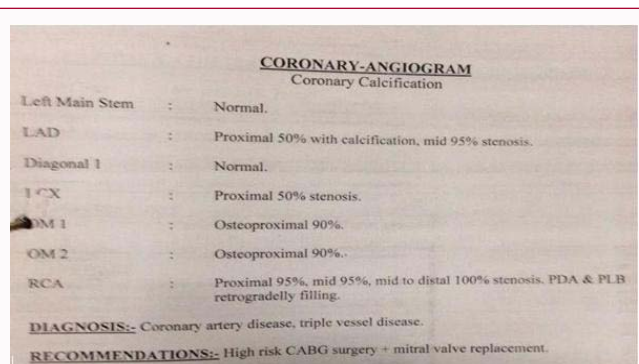 CORONARY-ANGIOGRAM
Coronary Calcification
Left Main Stem : Normal.
LAD : Proximal 50% with calcification, mid 95% stenosis.
Diagonal 1 : Normal.
LCX : Proximal 50% stenosis.
OM 1 : Osteoproximal 90%.
OM 2 : Osteoproximal 90%..
RCA : Proximal 95%, mid 95%, mid to distal 100% stenosis. PDA & PLB
retrogradelly filling.
DIAGNOSIS:- Coronary artery disease, triple vessel disease.
RECOMMENDATIONS:- High risk CABG surgery + mitral valve replacement.